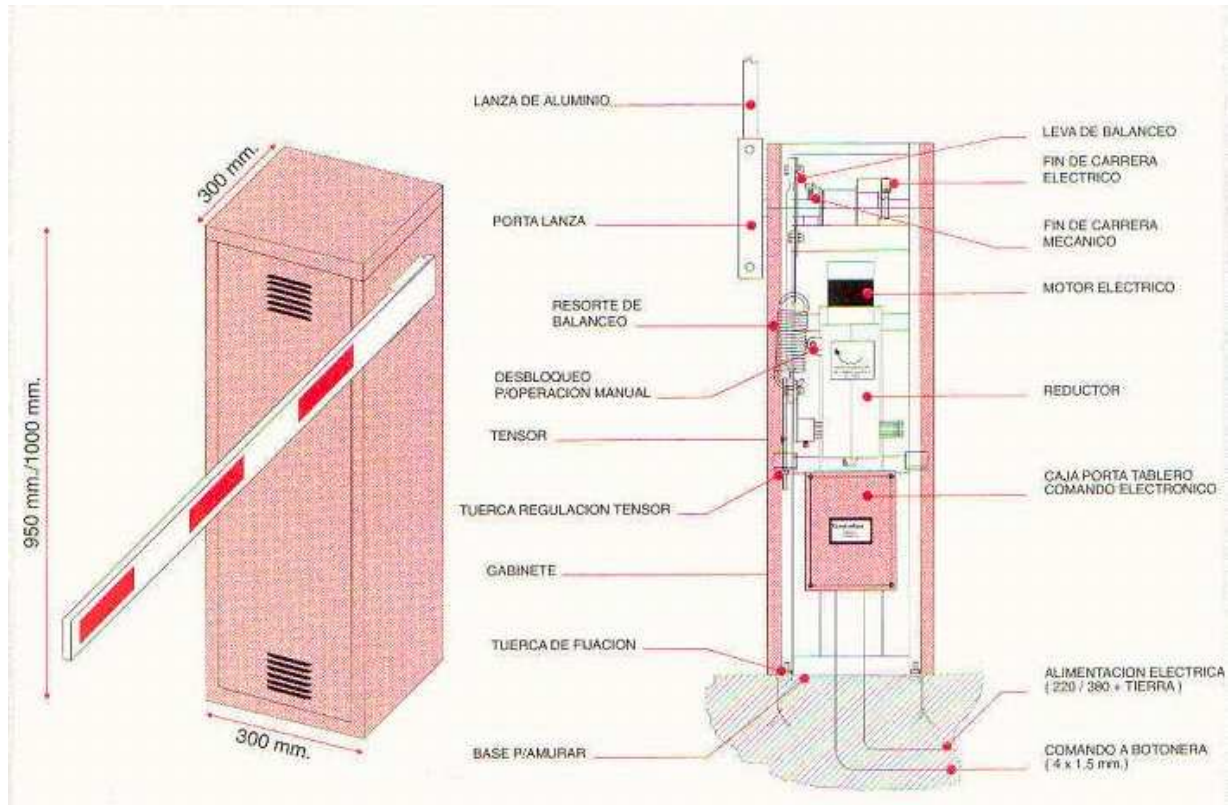 300 mm.
950 mm./1000 mm.
300 mm.
LANZA DE ALUMINIO
PORTA LANZA
RESORTE DE
BALANCEO
DESBLOQUEO
P/OPERACIÓN MANUAL
TENSOR
TUERCA REGULACION TENSOR
GABINETE
TUERCA DE FIJACION
BASE P/AMURAR
LEVA DE BALANCEO
FIN DE CARRERA
ELECTRICO
FIN DE CARRERA
MECANICO
MOTOR ELECTRICO
REDUCTOR
CAJA PORTA TABLERO
COMANDO ELECTRONICO
ALIMENTACION ELECTRICA
( 220 / 380 + TIERRA )
COMANDO A BOTONERA
( 4 x 1.5 mm.)